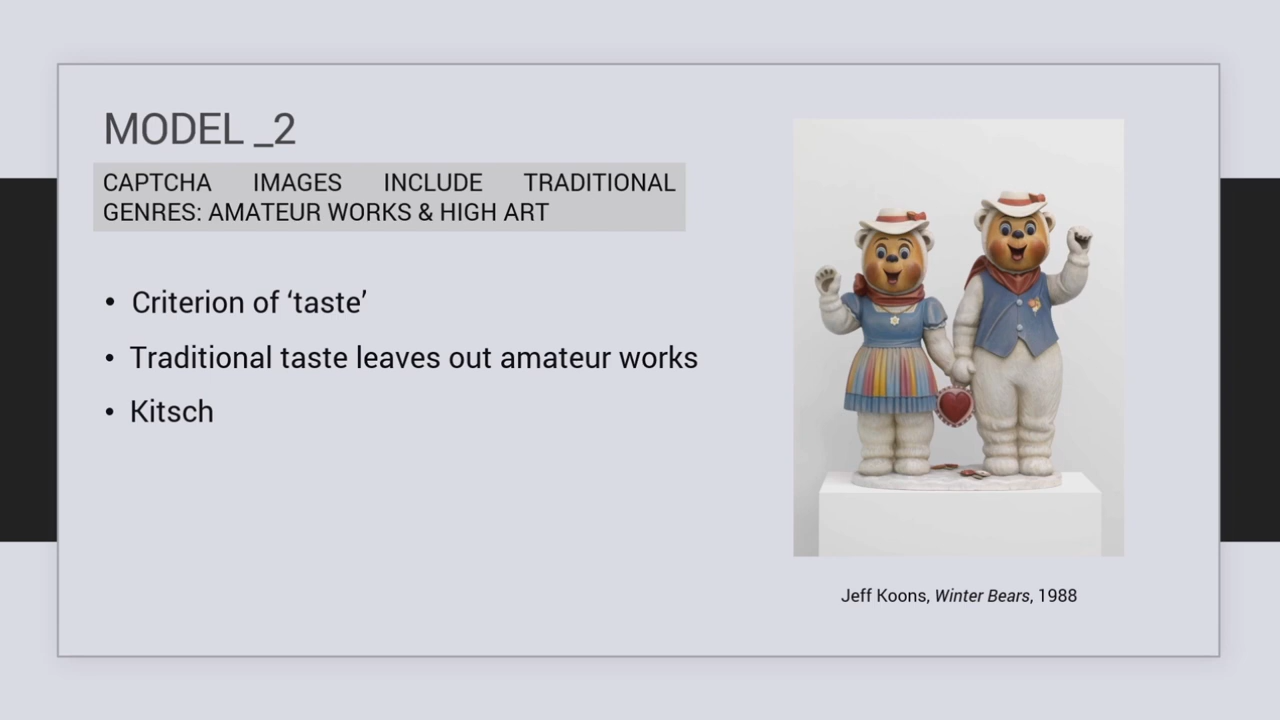 MODEL _2
CAPTCHA IMAGES INCLUDE TRADITIONAL
GENRES: AMATEUR WORKS & HIGH ART
• Criterion of ‘taste’
• Traditional taste leaves out amateur works
• Kitsch
Jeff Koons, Winter Bears, 1988